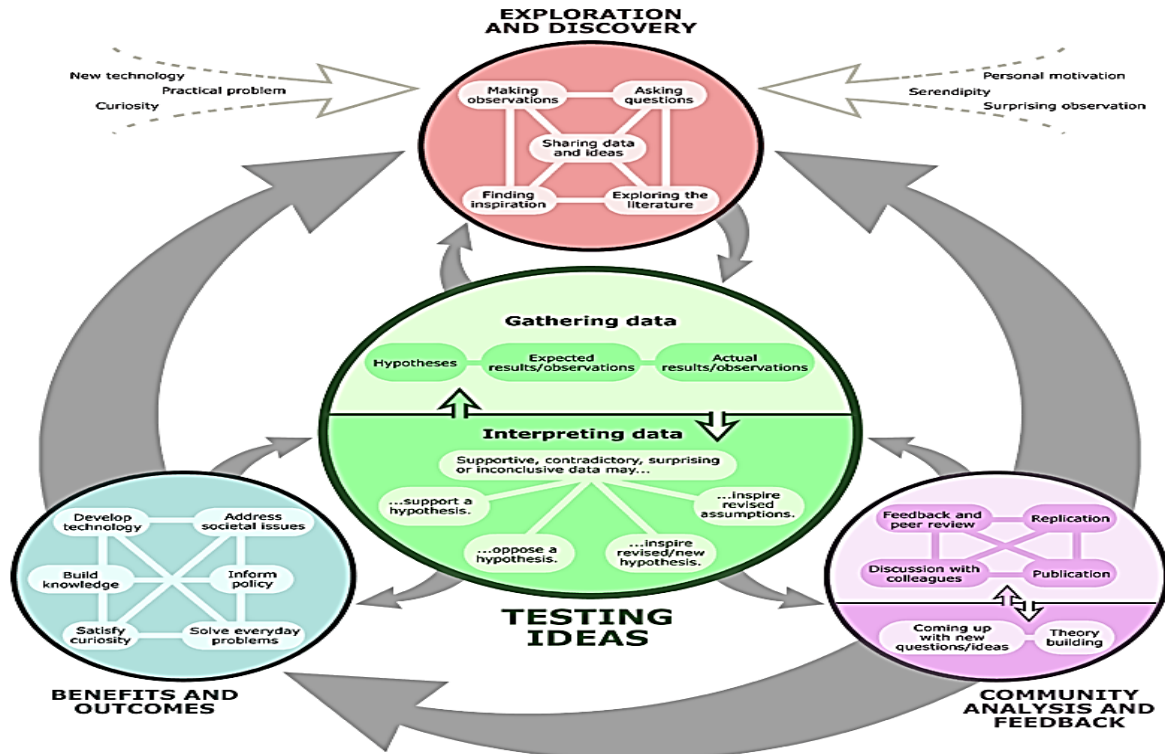 EXPLORATION
AND DISCOVERY
New technology
Practical problem
Curiosity
Personal motivation
Serendipity
Surprising observation
Making
observations
Asking
questions
Sharing data
and ideas
Finding
inspiration
Exploring the
literature
Gathering data
Hypotheses
Expected
results/observations
Actual
results/observations
Interpreting data
Supportive, contradictory, surprising
or inconclusive data may...
...support a
hypothesis.
...inspire
revised
assumptions.
...oppose a
hypothesis.
...inspire
revised/new
hypothesis.
TESTING
IDEAS
Develop
technology
Address
societal issues
Build
knowledge
Inform
policy
Satisfy
curiosity
Solve everyday
problems
BENEFITS AND
OUTCOMES
Feedback and
peer review
Replication
Discussion with
colleagues
Publication
Coming up
with new
questions/ideas
Theory
building
COMMUNITY
ANALYSIS AND
FEEDBACK